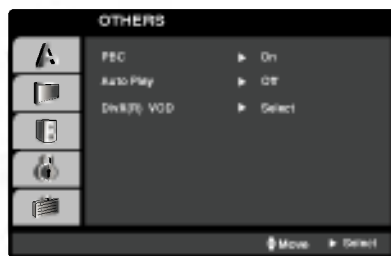 OTHERS
PBC ► On
Auto Play ► Off
DivX(R) VOD ► Select
Move ► Select